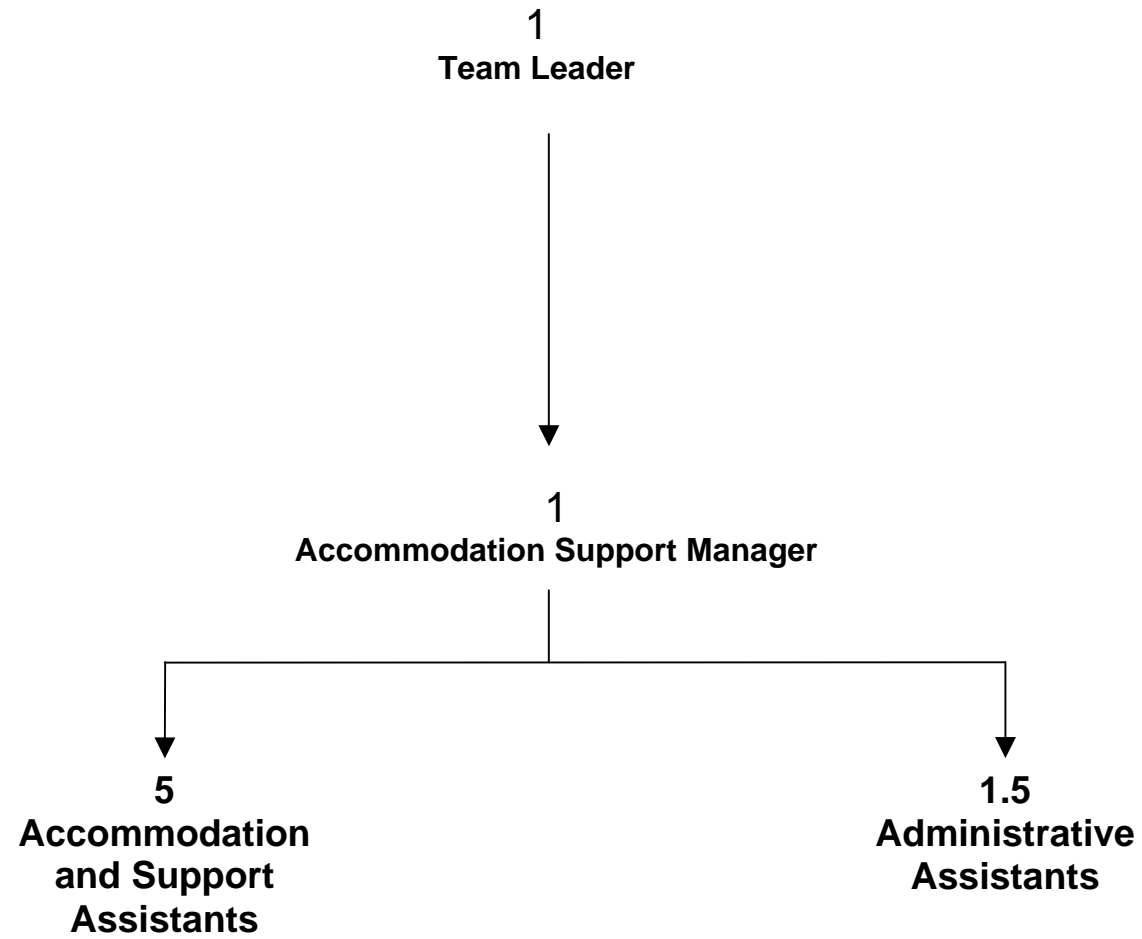 1
Team Leader
1
Accommodation Support Manager
5
Accommodation
and Support
Assistants
1.5
Administrative
Assistants